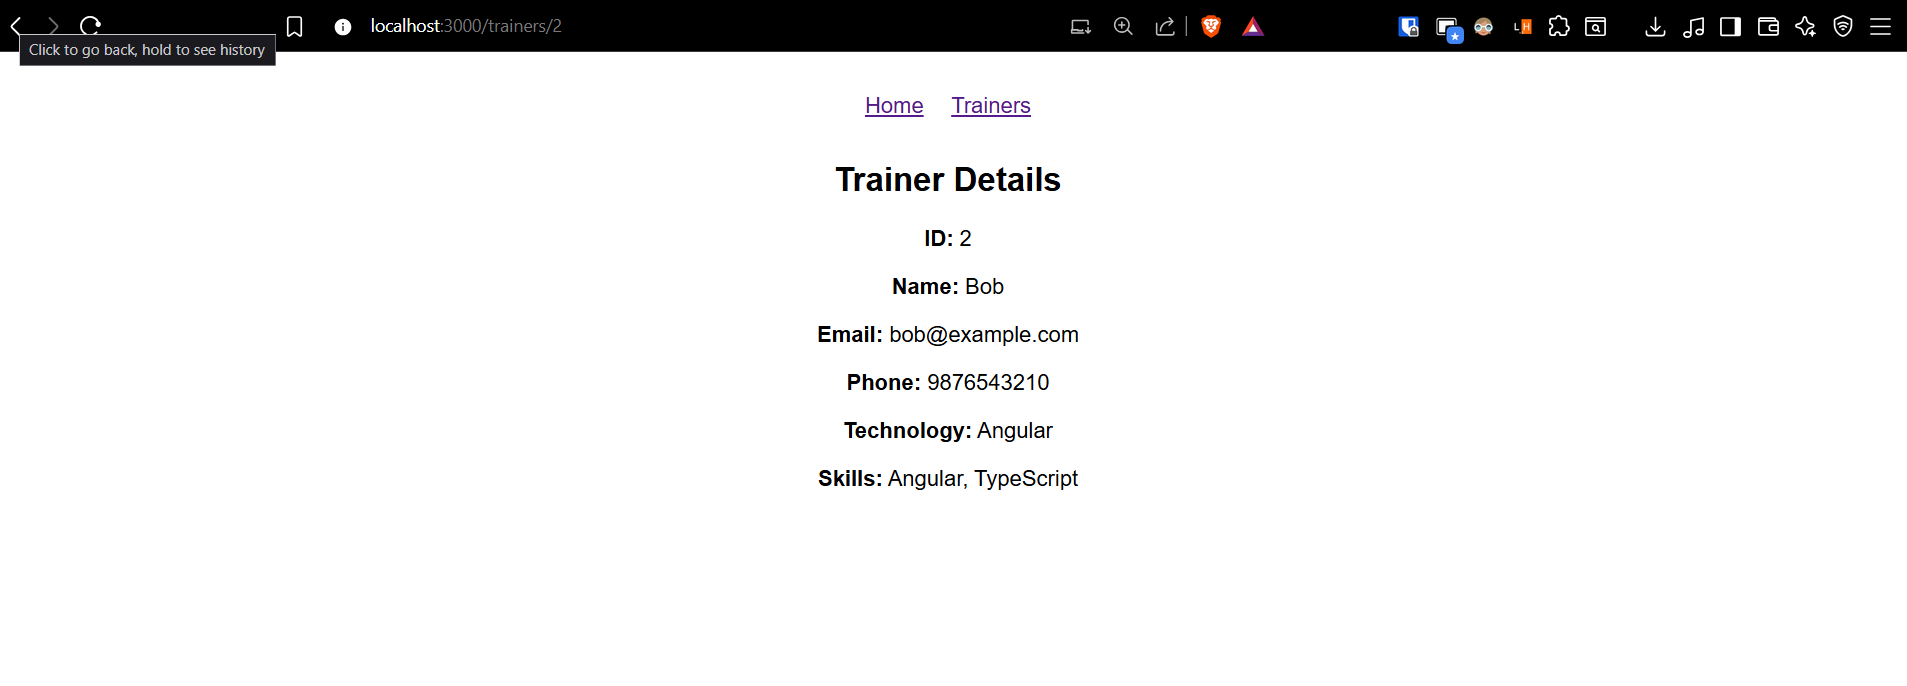 localhost:3000/trainers/2
Click to go back, hold to see history
Home Trainers
Trainer Details
ID: 2
Name: Bob
Email: bob@example.com
Phone: 9876543210
Technology: Angular
Skills: Angular, TypeScript